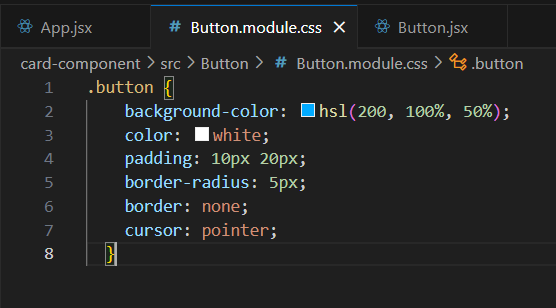 App.jsx # Button.module.css × Button.jsx
card-component > src > Button > # Button.module.css > .button
1 .button {
2 background-color: hsl(200, 100%, 50%);
3 color: white;
4 padding: 10px 20px;
5 border-radius: 5px;
6 border: none;
7 cursor: pointer;
8 }